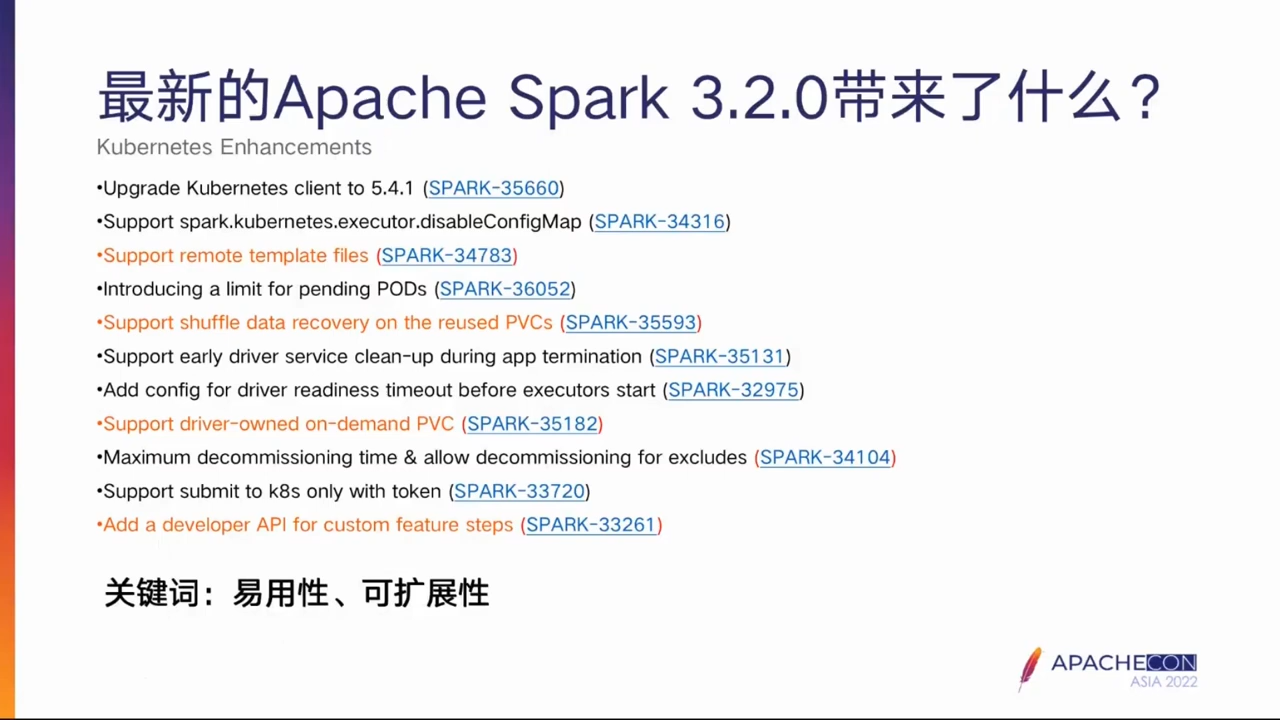 最新的Apache Spark 3.2.0带来了什么？
Kubernetes Enhancements
•Upgrade Kubernetes client to 5.4.1 (SPARK-35660)
•Support spark.kubernetes.executor.disableConfigMap (SPARK-34316)
•Support remote template files (SPARK-34783)
•Introducing a limit for pending PODs (SPARK-36052)
•Support shuffle data recovery on the reused PVCs (SPARK-35593)
•Support early driver service clean-up during app termination (SPARK-35131)
•Add config for driver readiness timeout before executors start (SPARK-32975)
•Support driver-owned on-demand PVC (SPARK-35182)
•Maximum decommissioning time & allow decommissioning for excludes (SPARK-34104)
•Support submit to k8s only with token (SPARK-33720)
•Add a developer API for custom feature steps (SPARK-33261)
关键词：易用性、可扩展性
APACHECON
ASIA 2022